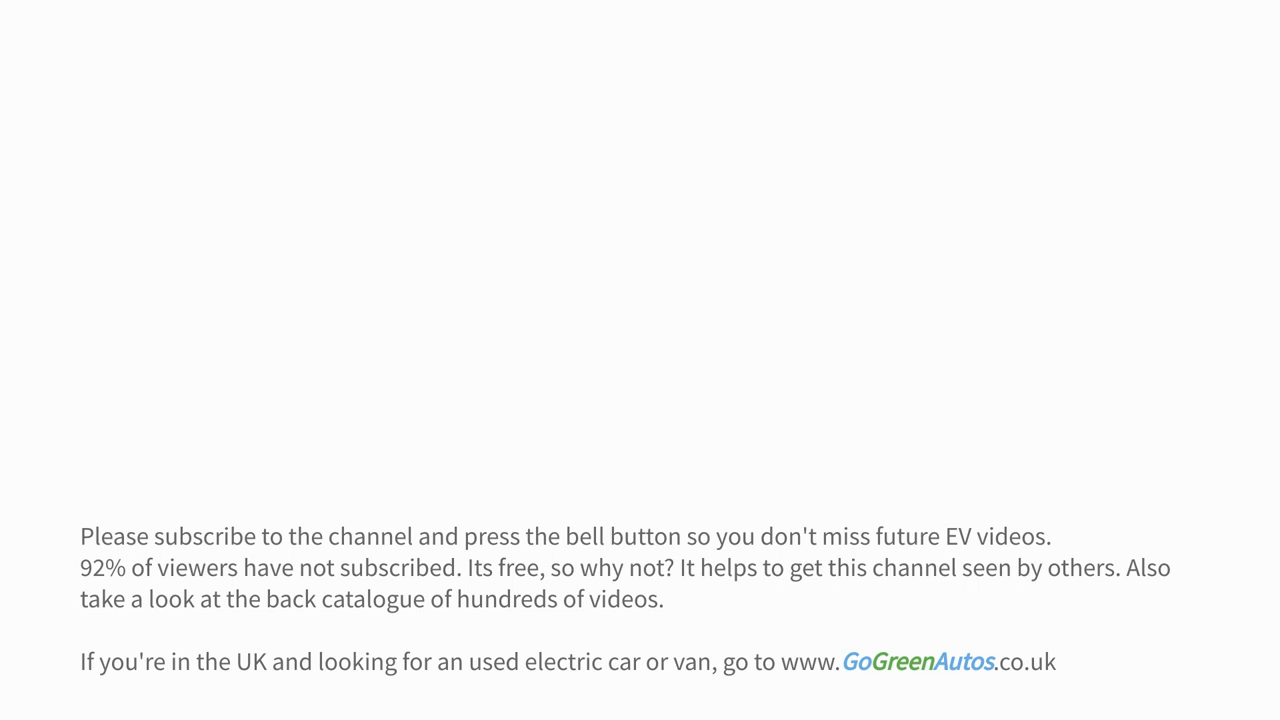 Please subscribe to the channel and press the bell button so you don't miss future EV videos.
92% of viewers have not subscribed. Its free, so why not? It helps to get this channel seen by others. Also
take a look at the back catalogue of hundreds of videos.
If you're in the UK and looking for an used electric car or van, go to www.GoGreenAutos.co.uk